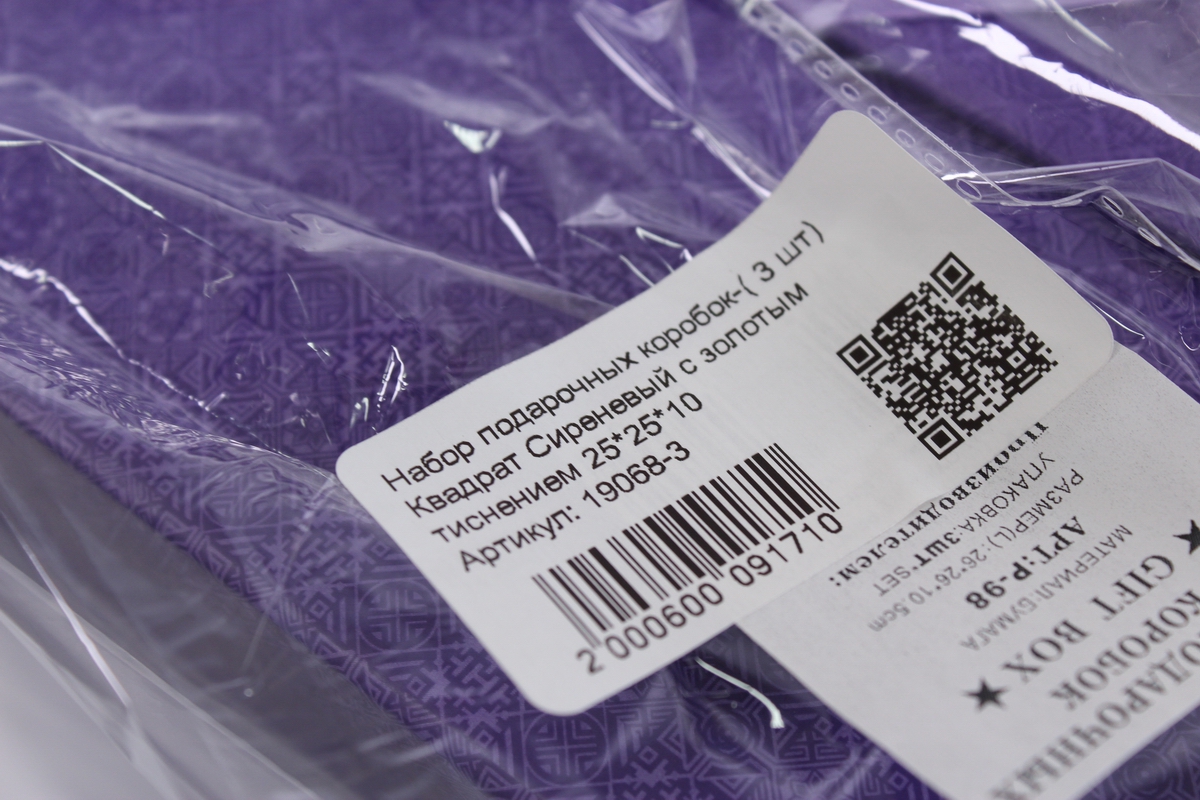 Набор подарочных коробок-( 3 шт)
Квадрат Сиреневый с золотым
тиснением 25*25*10
Артикул: 19068-3
2 000600 091710
ПОДАРОЧНЫХ
КОРОБОК
★ GIFT BOX ★
АРТ.:P-98
МАТЕРИАЛ:БУМАГА
РАЗМЕР(L):26*26*10.5cm
УПАКОВКА:3ШТ-SET
Производителем: